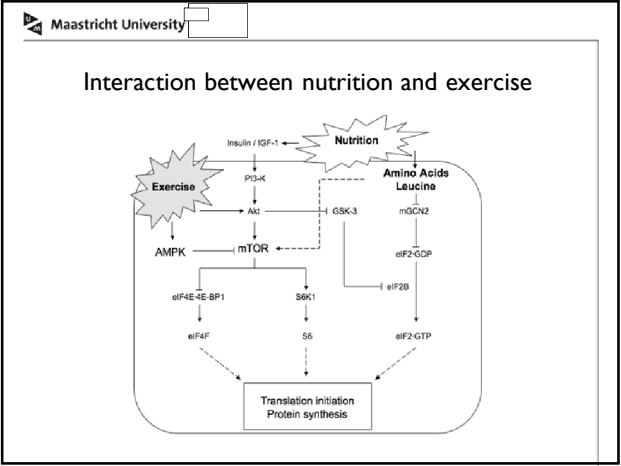 Maastricht University
Interaction between nutrition and exercise
Nutrition
Insulin / IGF-1
Exercise
PI3-K
Amino Acids
Leucine
Akt
GSK-3
mGCN2
AMPK
mTOR
eIF2·GDP
eIF2B
eIF4E·4E-BP1
S6K1
eIF4F
S6
eIF2·GTP
Translation initiation
Protein synthesis